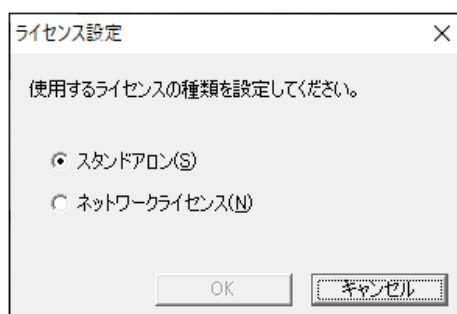 ライセンス設定
使用するライセンスの種類を設定してください。
スタンドアロン(S)
ネットワークライセンス(N)
OK
キャンセル